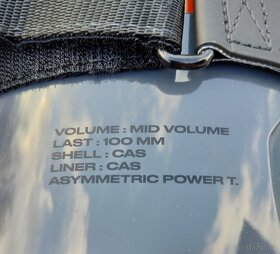 VOLUME : MID VOLUME
LAST : 100 MM
SHELL : CAS
LINER : CAS
ASYMMETRIC POWER T.